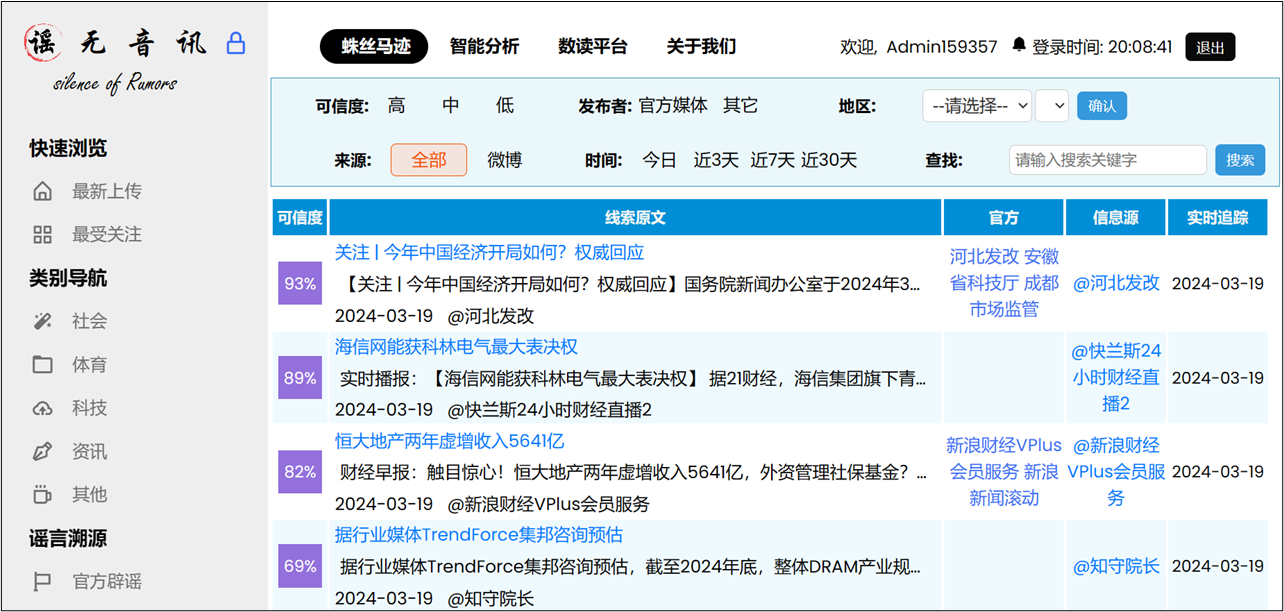 谣 无 音 讯
silence of Rumors
快速浏览
最新上传
最受关注
类别导航
社会
体育
科技
资讯
其他
谣言溯源
官方辟谣
蛛丝马迹 智能分析 数读平台 关于我们
欢迎, Admin159357 登录时间: 20:08:41 退出
可信度: 高 中 低 发布者: 官方媒体 其它 地区: --请选择-- 确认
来源: 全部 微博 时间: 今日 近3天 近7天 近30天 查找: 请输入搜索关键字 搜索
可信度 线索原文 官方 信息源 实时追踪
93%
关注 | 今年中国经济开局如何？权威回应
【关注 | 今年中国经济开局如何？权威回应】国务院新闻办公室于2024年3...
2024-03-19 @河北发改
河北发改 安徽
省科技厅 成都
市场监管
@河北发改
2024-03-19
89%
海信网能获科林电气最大表决权
实时播报：【海信网能获科林电气最大表决权】 据21财经，海信集团旗下青...
2024-03-19 @快兰斯24小时财经直播2
@快兰斯24
小时财经直
播2
2024-03-19
82%
恒大地产两年虚增收入5641亿
财经早报：触目惊心！恒大地产两年虚增收入5641亿，外资管理社保基金？...
2024-03-19 @新浪财经VPlus会员服务
新浪财经VPlus
会员服务 新浪
新闻滚动
@新浪财经
VPlus会员服
务
2024-03-19
69%
据行业媒体TrendForce集邦咨询预估
据行业媒体TrendForce集邦咨询预估，截至2024年底，整体DRAM产业规...
2024-03-19 @知守院长
@知守院长
2024-03-19